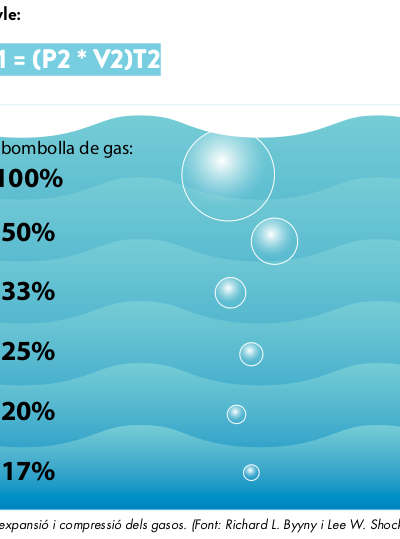 yle:
1 = (P2 * V2)T2
bombolla de gas:
100%
50%
33%
25%
20%
17%
expansió i compressió dels gasos. (Font: Richard L. Byyny i Lee W. Shock